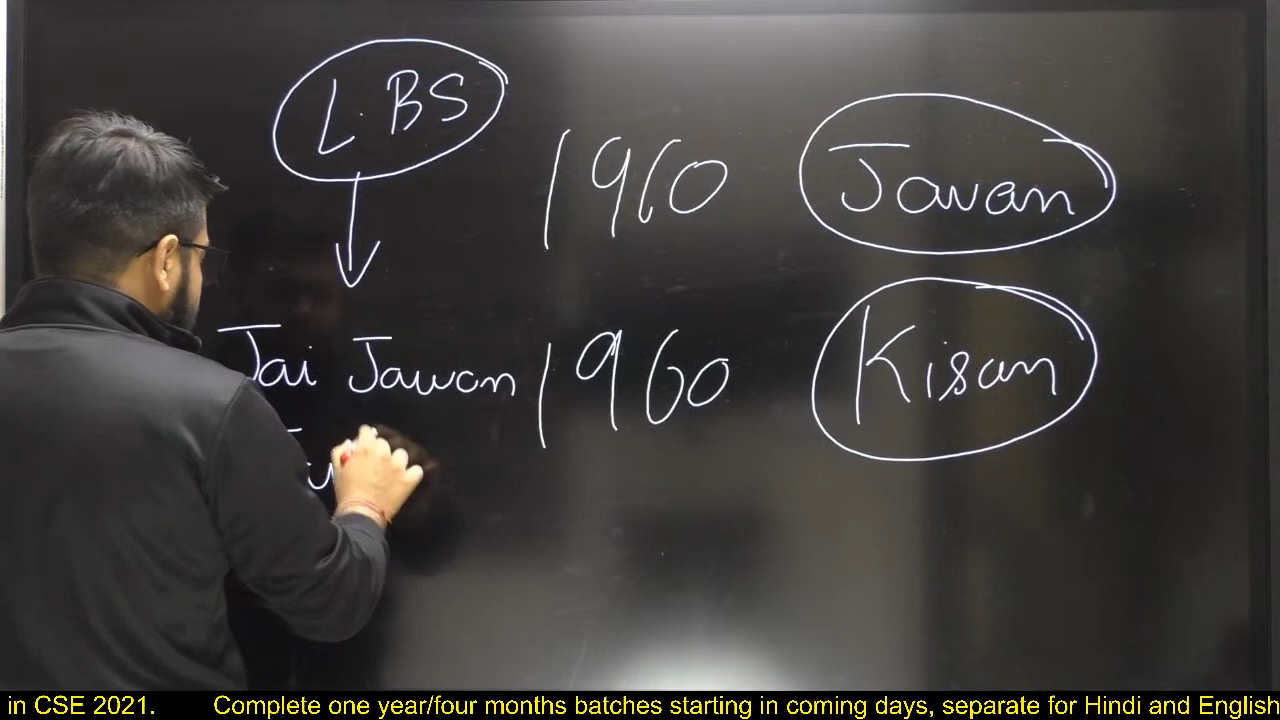 L.BS
1960 Javan
Jai Jawan
1960 Kisan
in CSE 2021. Complete one year/four months batches starting in coming days, separate for Hindi and English